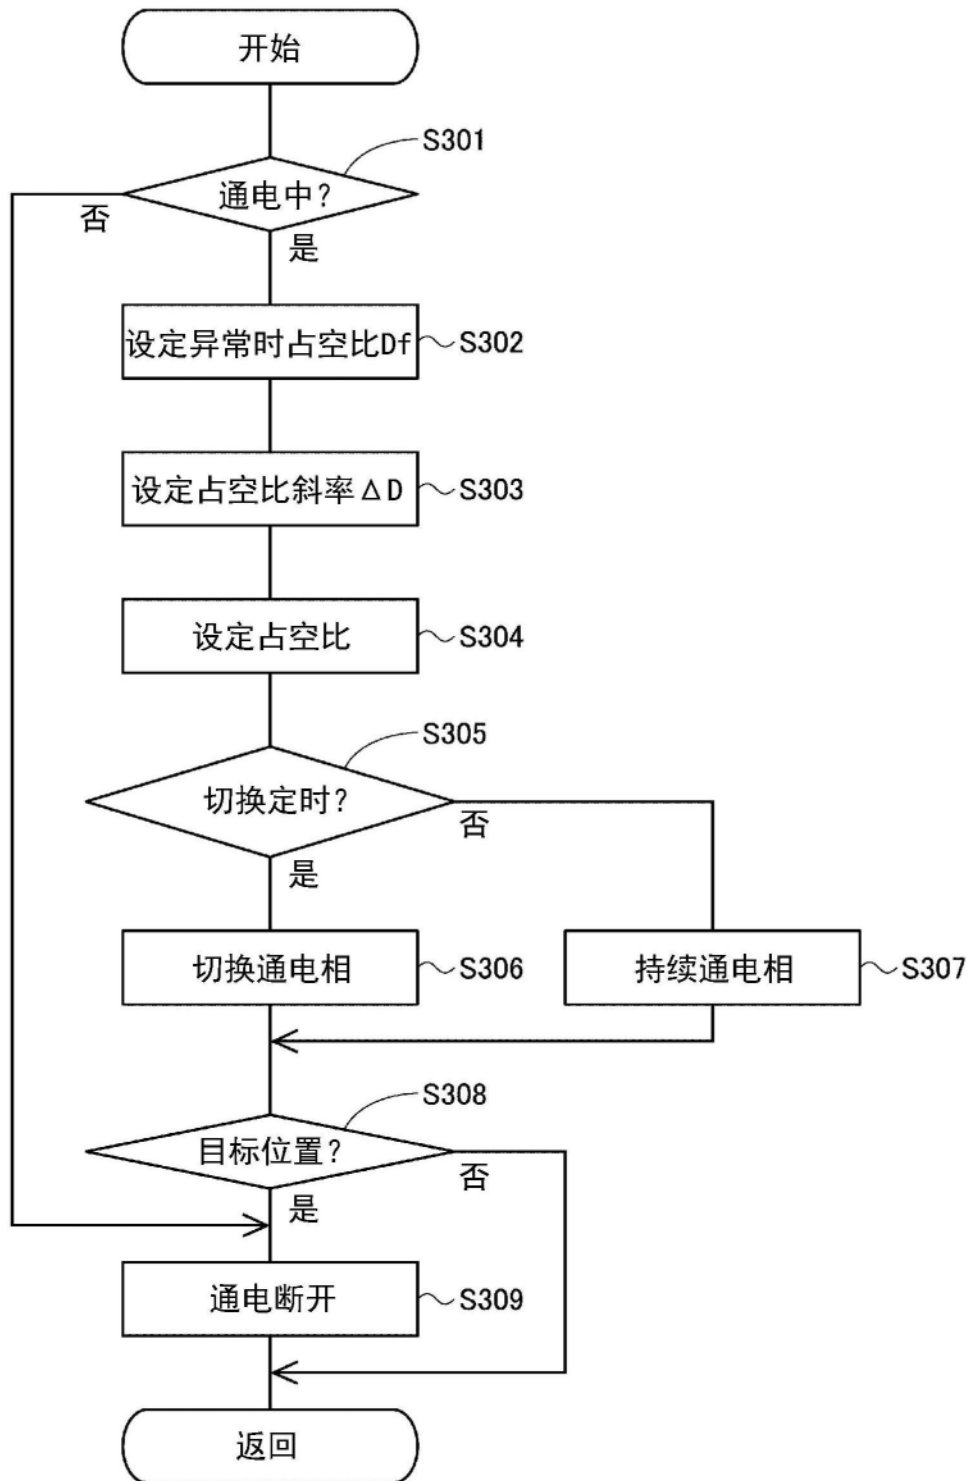 开始
S301
通电中?
否
是
设定异常时占空比Df
S302
设定占空比斜率ΔD
S303
设定占空比
S304
S305
切换定时?
否
是
切换通电相
S306
持续通电相
S307
S308
目标位置?
否
是
通电断开
S309
返回